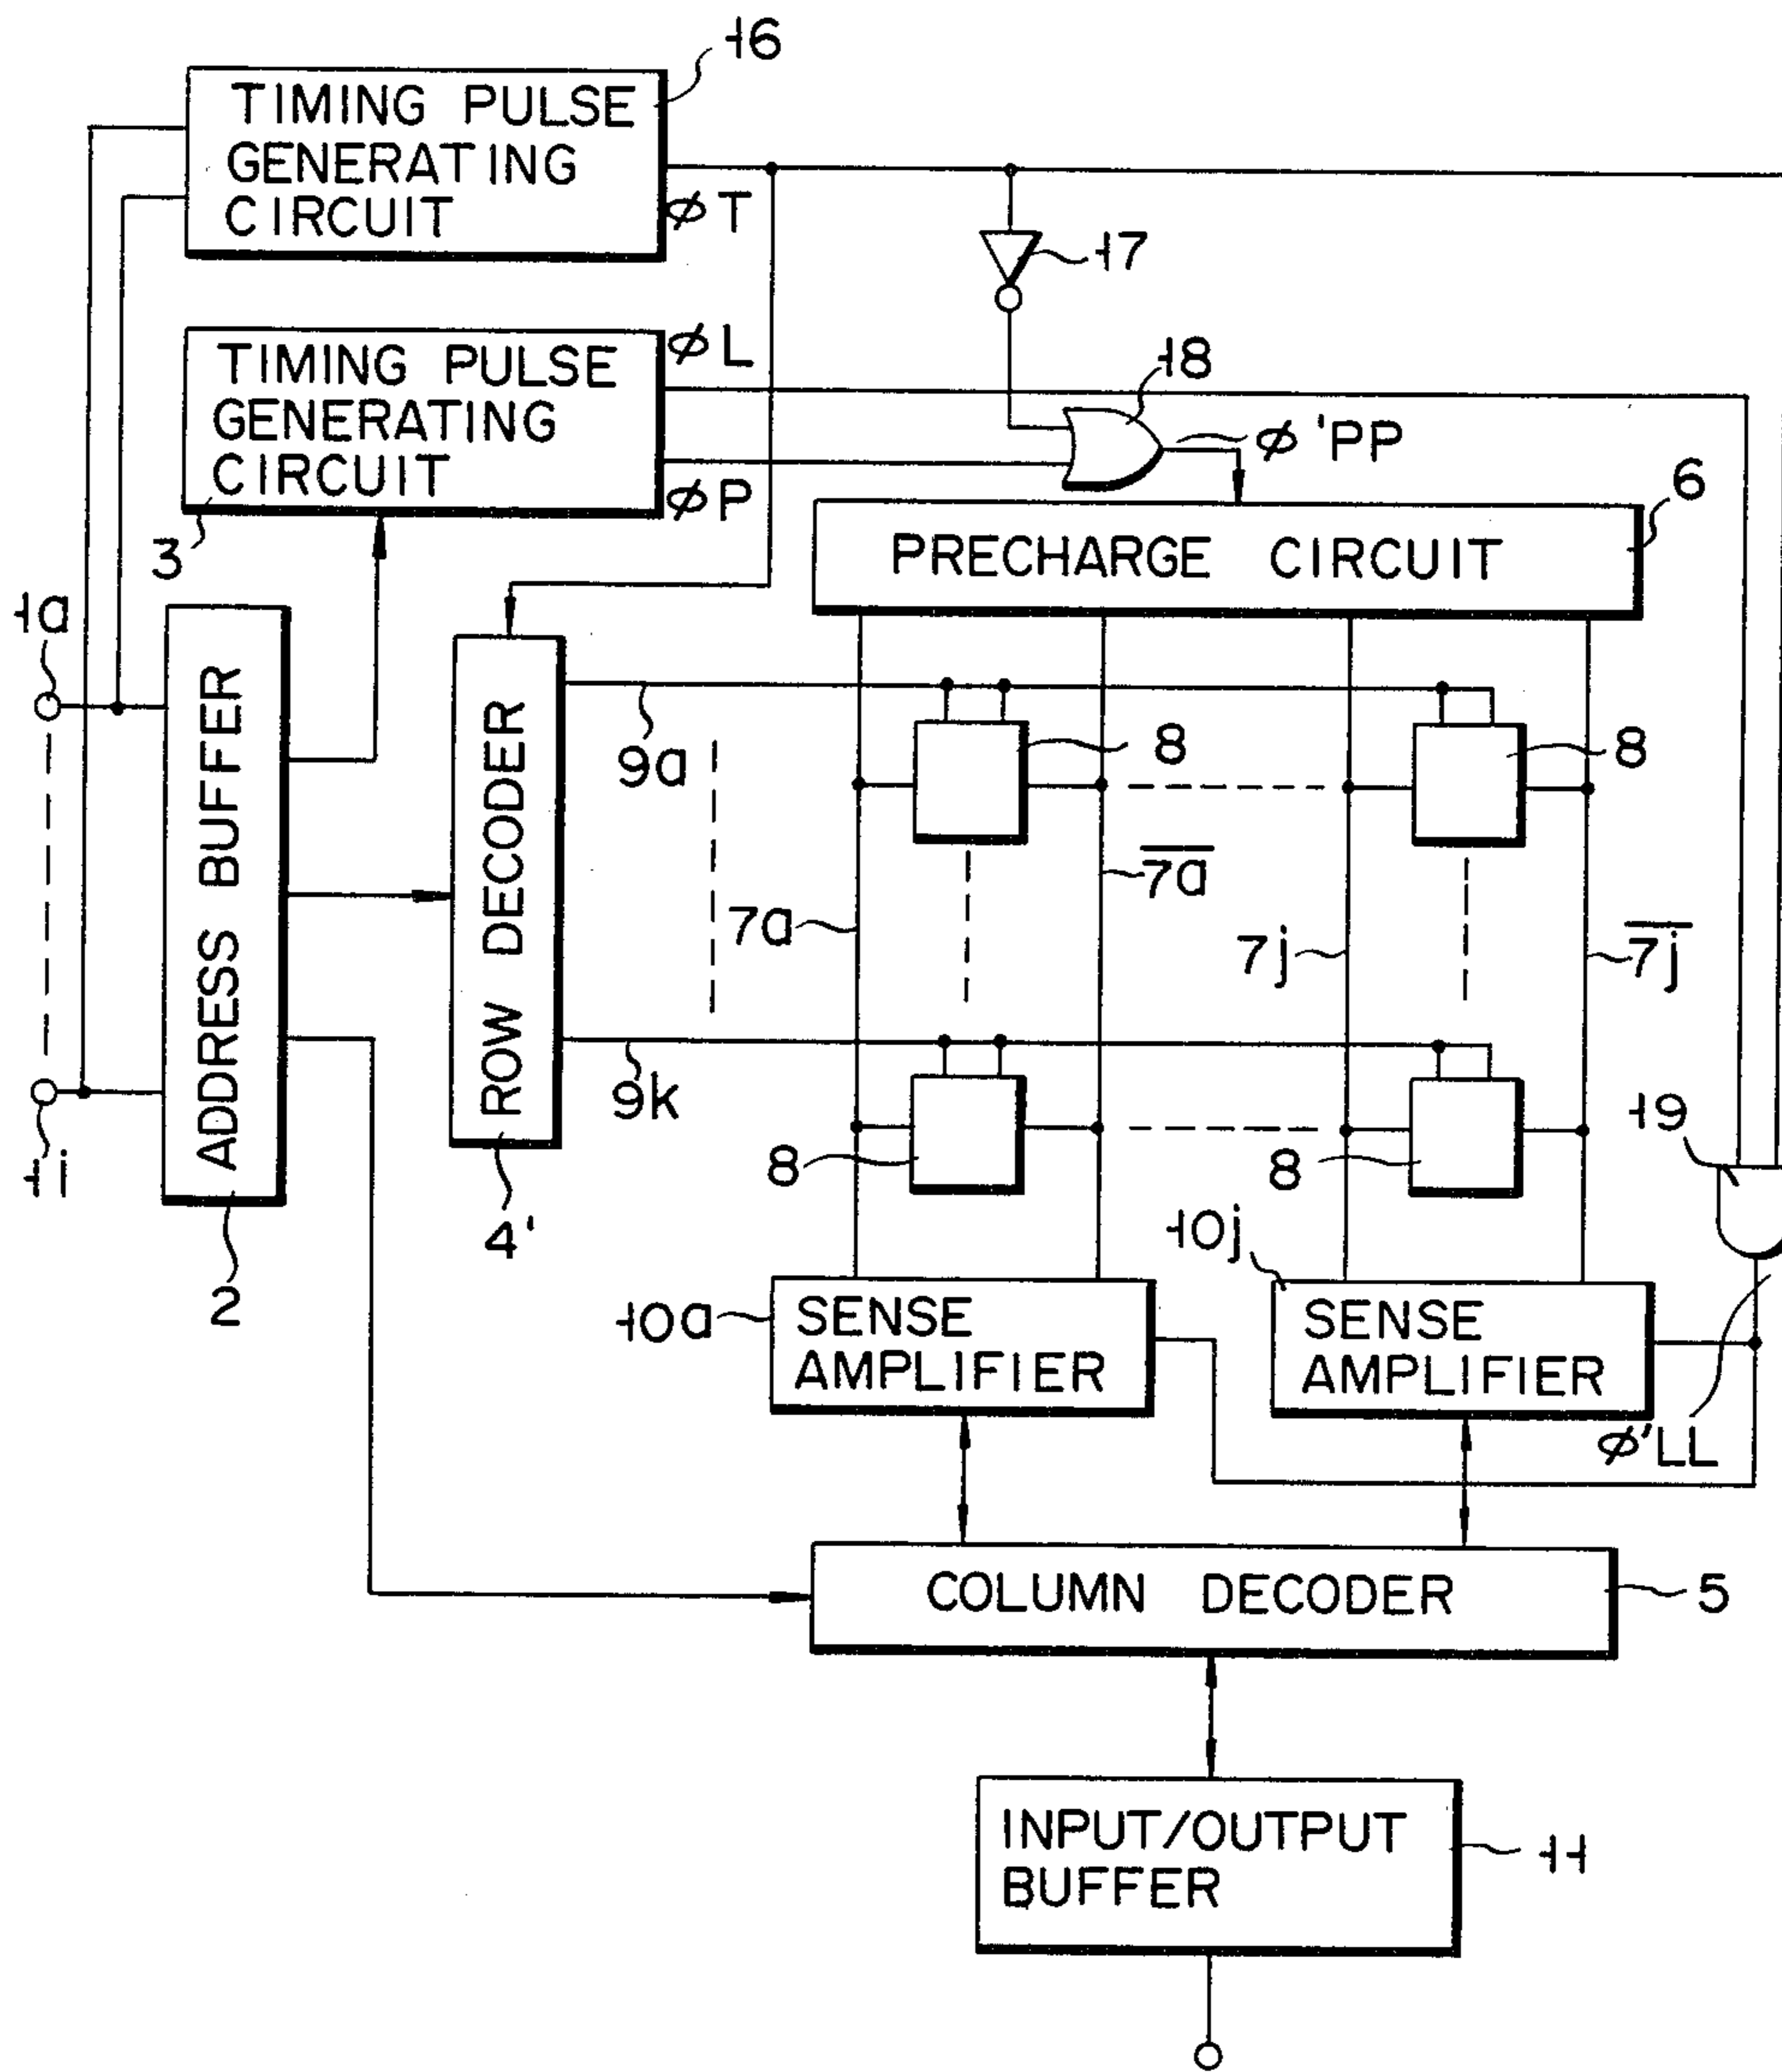 16
TIMING PULSE
GENERATING
CIRCUIT
φT
17
φL
TIMING PULSE
GENERATING
CIRCUIT
φP
3
18
φ'PP
6
PRECHARGE CIRCUIT
1a
1i
ADDRESS BUFFER
2
ROW DECODER
4'
9a
8
8
7a
7a̅
7j
7j̅
9k
8
8
19
10a
SENSE
AMPLIFIER
10j
SENSE
AMPLIFIER
φ'LL
COLUMN DECODER
5
INPUT/OUTPUT
BUFFER
11